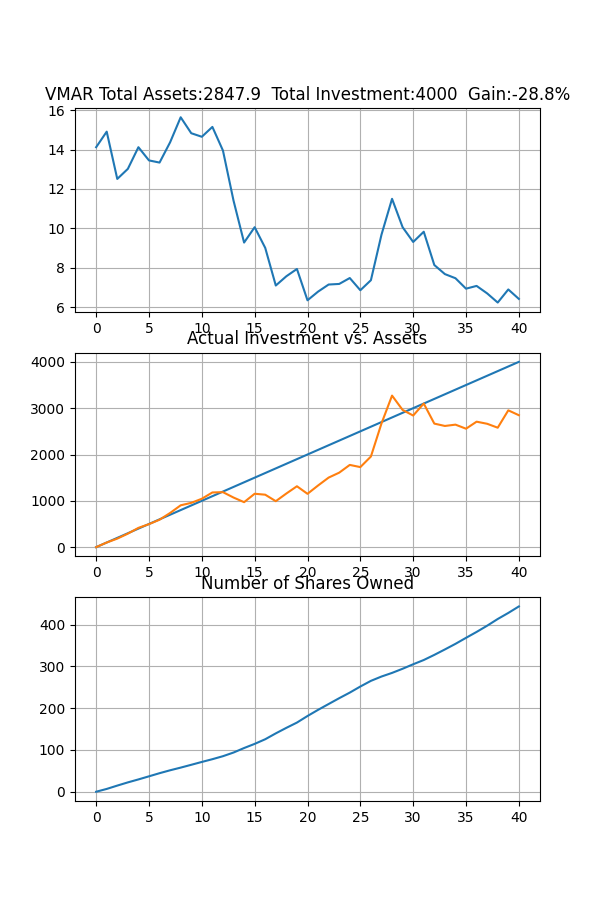 VMAR Total Assets:2847.9  Total Investment:4000  Gain:-28.8%
16
14
12
10
8
6
0 5 10 15 20 25 30 35 40
Actual Investment vs. Assets
4000
3000
2000
1000
0
0 5 10 15 20 25 30 35 40
Number of Shares Owned
400
300
200
100
0
0 5 10 15 20 25 30 35 40